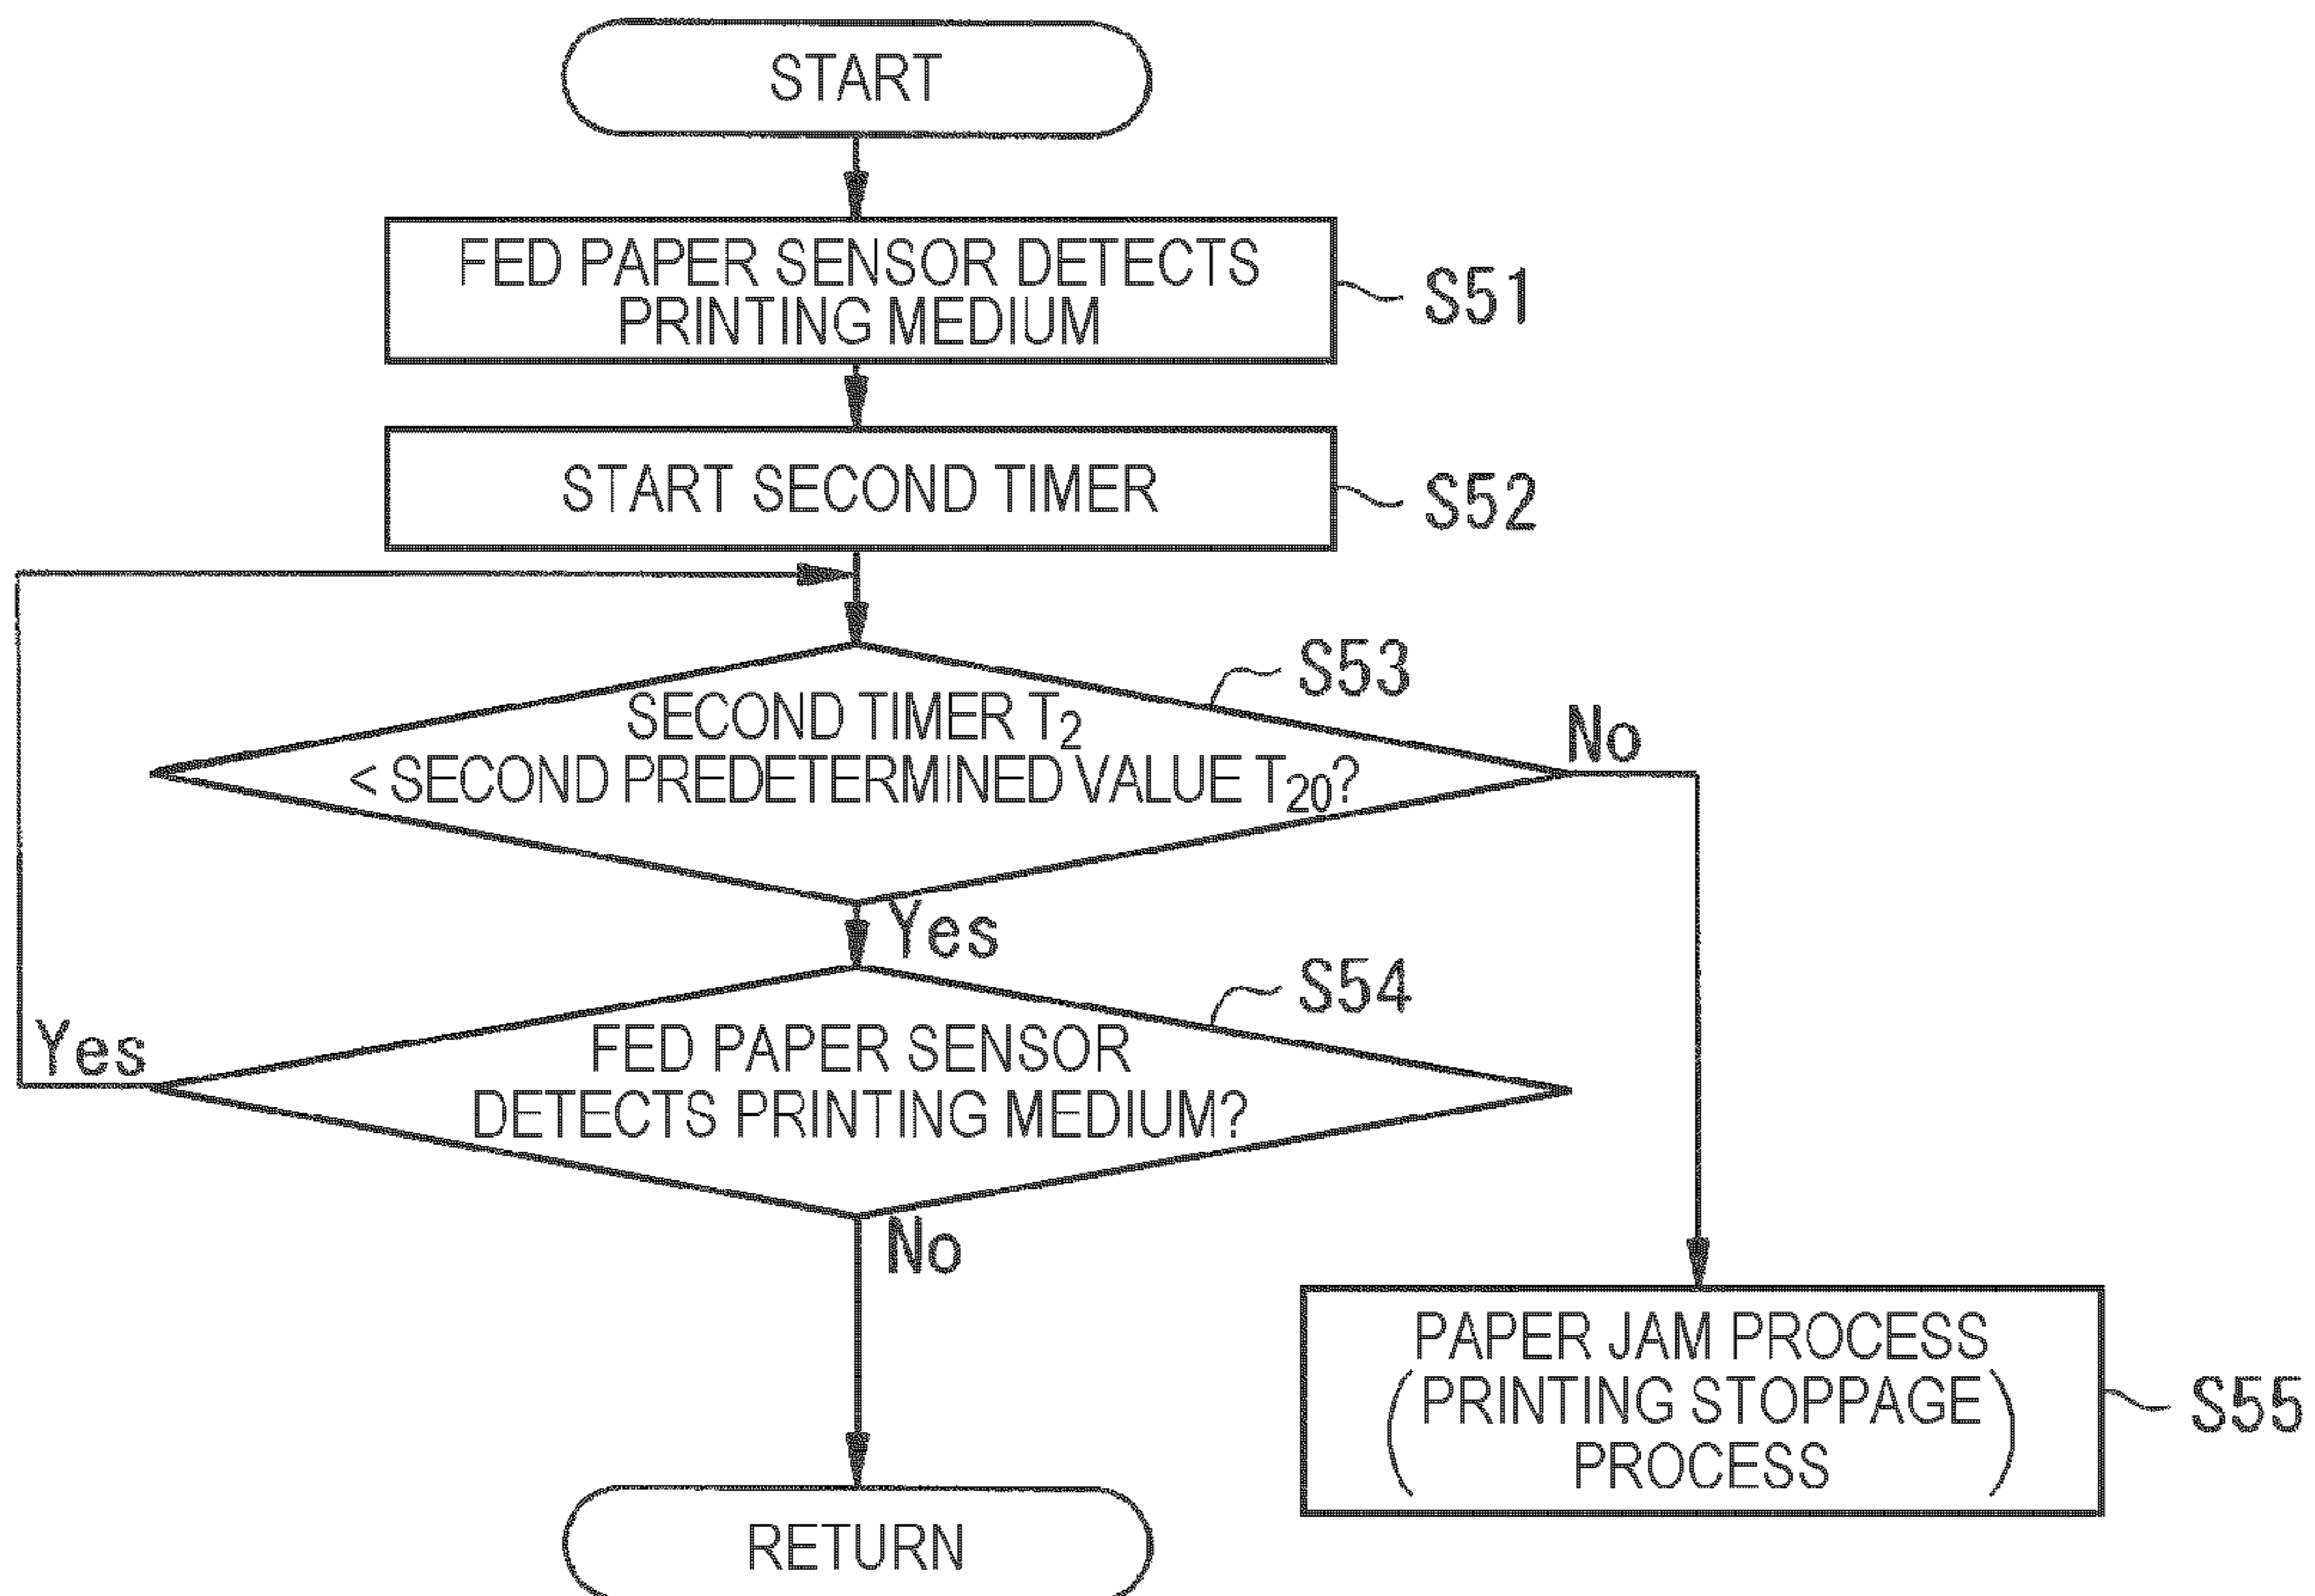 START
FED PAPER SENSOR DETECTS
PRINTING MEDIUM
S51
START SECOND TIMER
S52
S53
SECOND TIMER T2
< SECOND PREDETERMINED VALUE T20?
No
Yes
S54
FED PAPER SENSOR
DETECTS PRINTING MEDIUM?
Yes
No
PAPER JAM PROCESS
(PRINTING STOPPAGE
PROCESS)
S55
RETURN